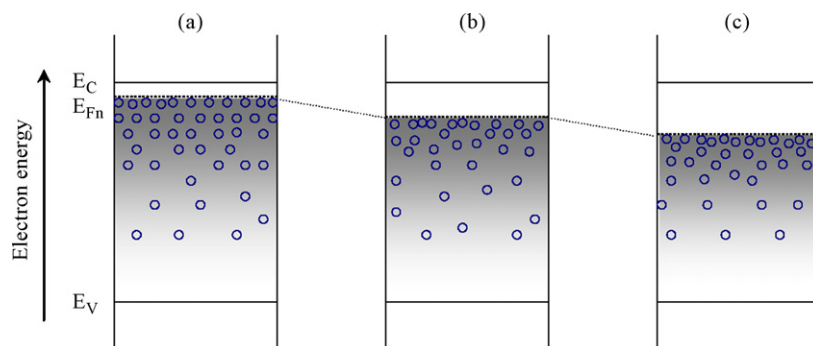 (a)
(b)
(c)
E_C
E_Fn
Electron energy
E_V